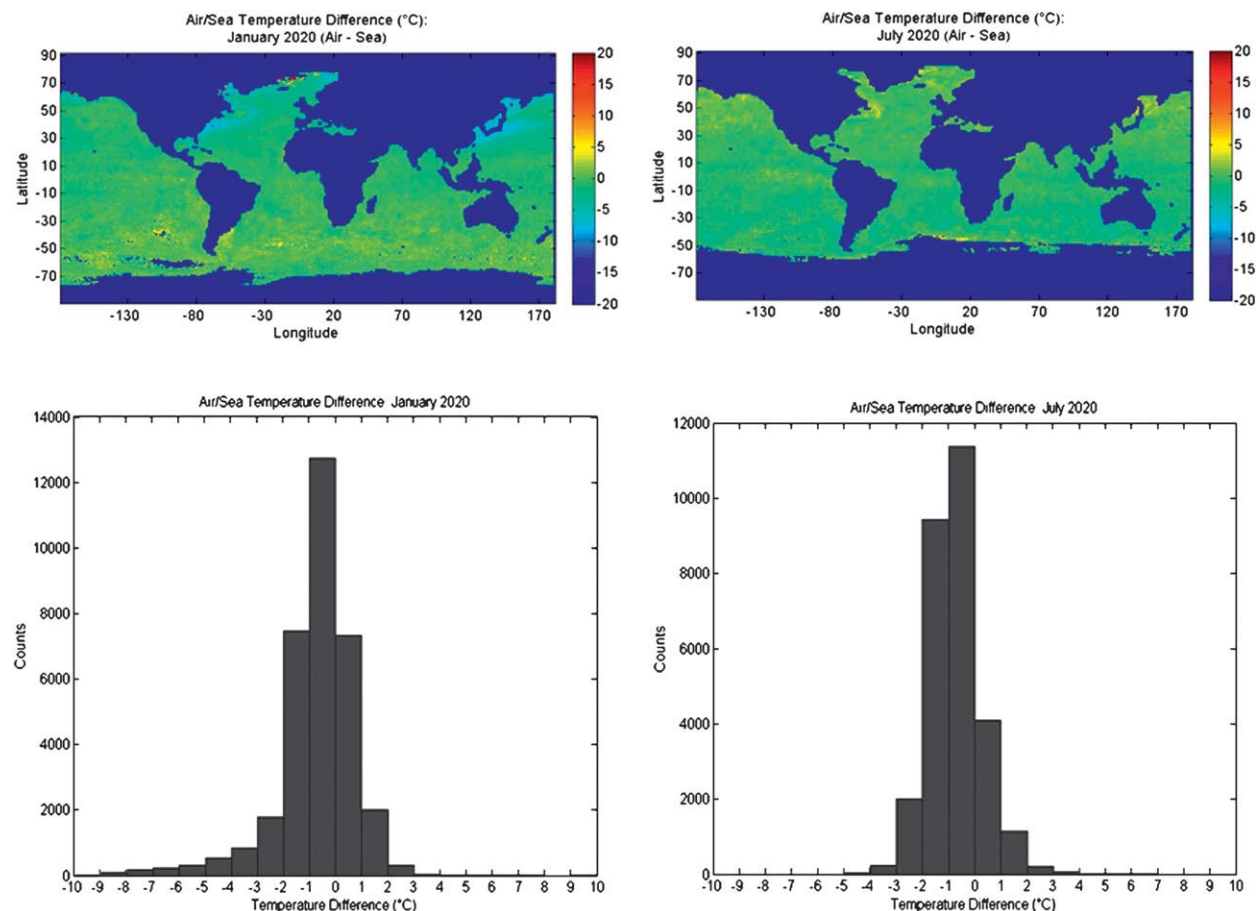 Air/Sea Temperature Difference (°C):
January 2020 (Air - Sea)
90
70
50
30
10
-10
-30
-50
-70
Latitude
-130 -80 -30 20 70 120 170
Longitude
20
15
10
5
0
-5
-10
-15
-20
Air/Sea Temperature Difference (°C):
July 2020 (Air - Sea)
90
70
50
30
10
-10
-30
-50
-70
Latitude
-130 -80 -30 20 70 120 170
Longitude
20
15
10
5
0
-5
-10
-15
-20
Air/Sea Temperature Difference January 2020
14000
12000
10000
8000
6000
4000
2000
0
Counts
-10 -9 -8 -7 -6 -5 -4 -3 -2 -1 0 1 2 3 4 5 6 7 8 9 10
Temperature Difference (°C)
Air/Sea Temperature Difference July 2020
12000
10000
8000
6000
4000
2000
0
Counts
-10 -9 -8 -7 -6 -5 -4 -3 -2 -1 0 1 2 3 4 5 6 7 8 9 10
Temperature Difference (°C)